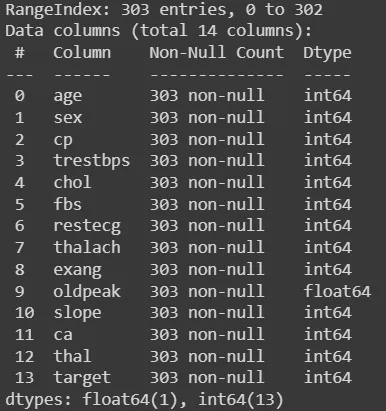 RangeIndex: 303 entries, 0 to 302
Data columns (total 14 columns):
 #   Column    Non-Null Count  Dtype
---  ------    --------------  -----
 0   age       303 non-null    int64
 1   sex       303 non-null    int64
 2   cp        303 non-null    int64
 3   trestbps  303 non-null    int64
 4   chol      303 non-null    int64
 5   fbs       303 non-null    int64
 6   restecg   303 non-null    int64
 7   thalach   303 non-null    int64
 8   exang     303 non-null    int64
 9   oldpeak   303 non-null    float64
 10  slope     303 non-null    int64
 11  ca        303 non-null    int64
 12  thal      303 non-null    int64
 13  target    303 non-null    int64
dtypes: float64(1), int64(13)